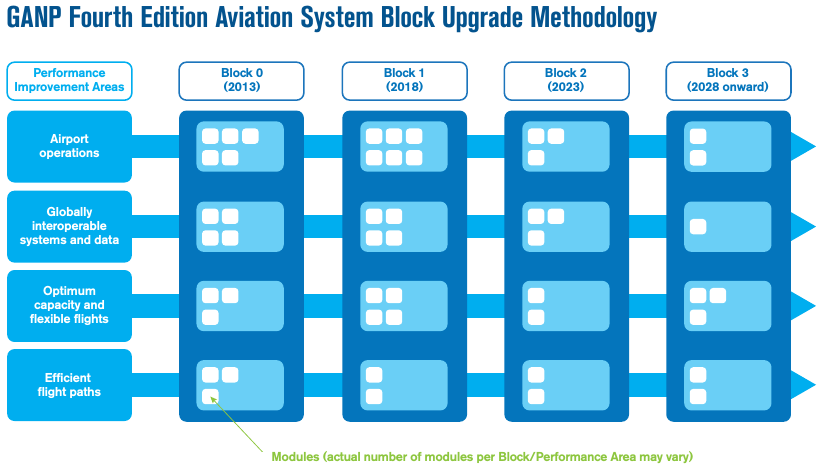 GANP Fourth Edition Aviation System Block Upgrade Methodology
Performance
Improvement Areas
Block 0
(2013)
Block 1
(2018)
Block 2
(2023)
Block 3
(2028 onward)
Airport
operations
Globally
interoperable
systems and data
Optimum
capacity and
flexible flights
Efficient
flight paths
Modules (actual number of modules per Block/Performance Area may vary)